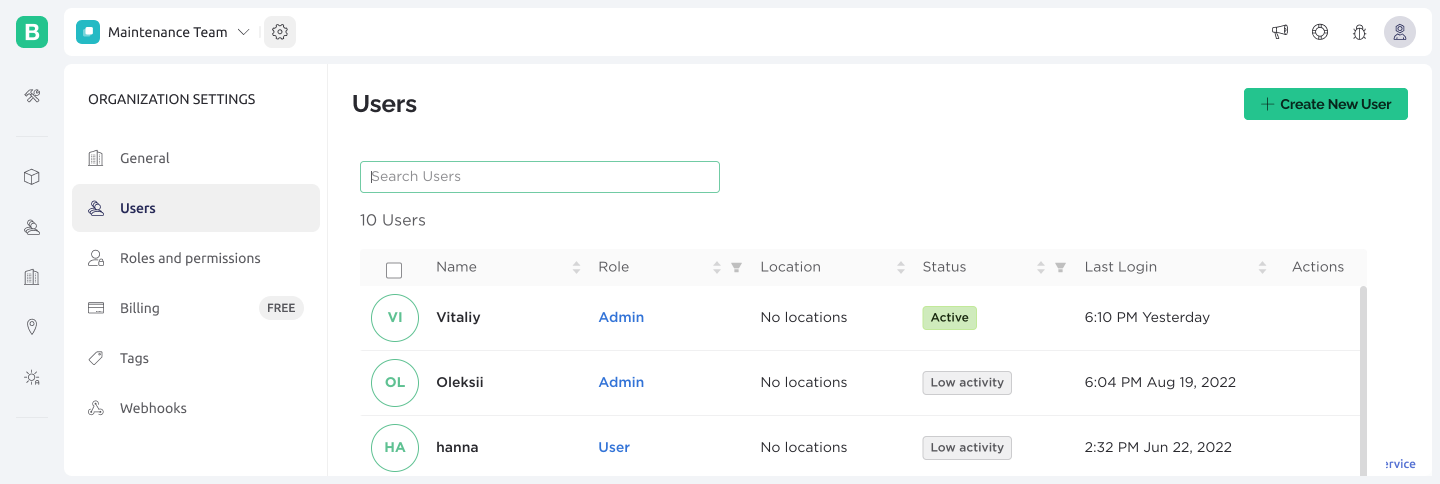 B
Maintenance Team
ORGANIZATION SETTINGS
General
Users
Roles and permissions
Billing FREE
Tags
Webhooks
Users
Create New User
Search Users
10 Users
Name Role Location Status Last Login Actions
VI Vitaliy Admin No locations Active 6:10 PM Yesterday
OL Oleksii Admin No locations Low activity 6:04 PM Aug 19, 2022
HA hanna User No locations Low activity 2:32 PM Jun 22, 2022
ervice